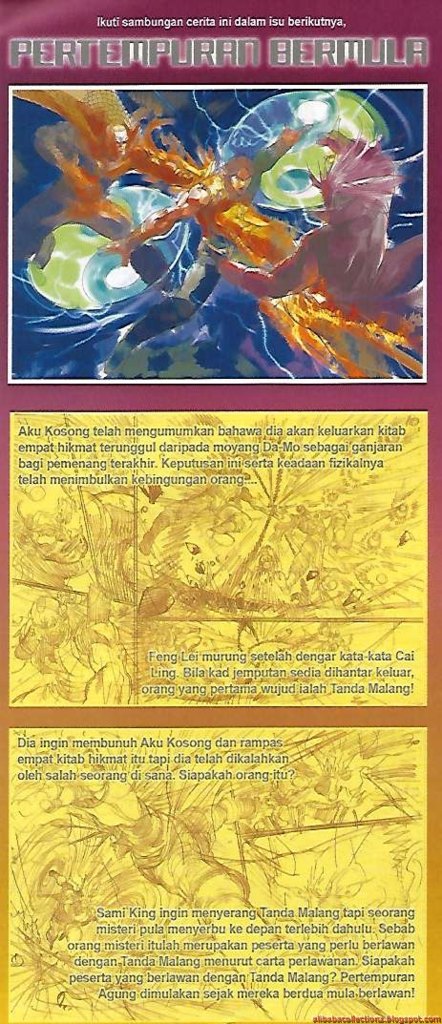 Ikuti sambungan cerita ini dalam isu berikutnya,
PERTEMPURAN BERMULA
Aku Kosong telah mengumumkan bahawa dia akan keluarkan kitab
empat hikmat terunggul daripada moyang Da-Mo sebagai ganjaran
bagi pemenang terakhir. Keputusan ini serta keadaan fizikalnya
telah menimbulkan kebingungan orang...
Feng Lei murung setelah dengar kata-kata Cai
Ling. Bila kad jemputan sedia dihantar keluar,
orang yang pertama wujud ialah Tanda Malang!
Dia ingin membunuh Aku Kosong dan rampas
empat kitab hikmat itu tapi dia telah dikalahkan
oleh salah seorang di sana. Siapakah orang itu?
Sami King ingin menyerang Tanda Malang tapi seorang
misteri pula menyerbu ke depan terlebih dahulu. Sebab
orang misteri itulah merupakan peserta yang perlu berlawan
dengan Tanda Malang menurut carta perlawanan. Siapakah
peserta yang berlawan dengan Tanda Malang? Pertempuran
Agung dimulakan sejak mereka berdua mula berlawan!
alibabacollection2.blogspot.com